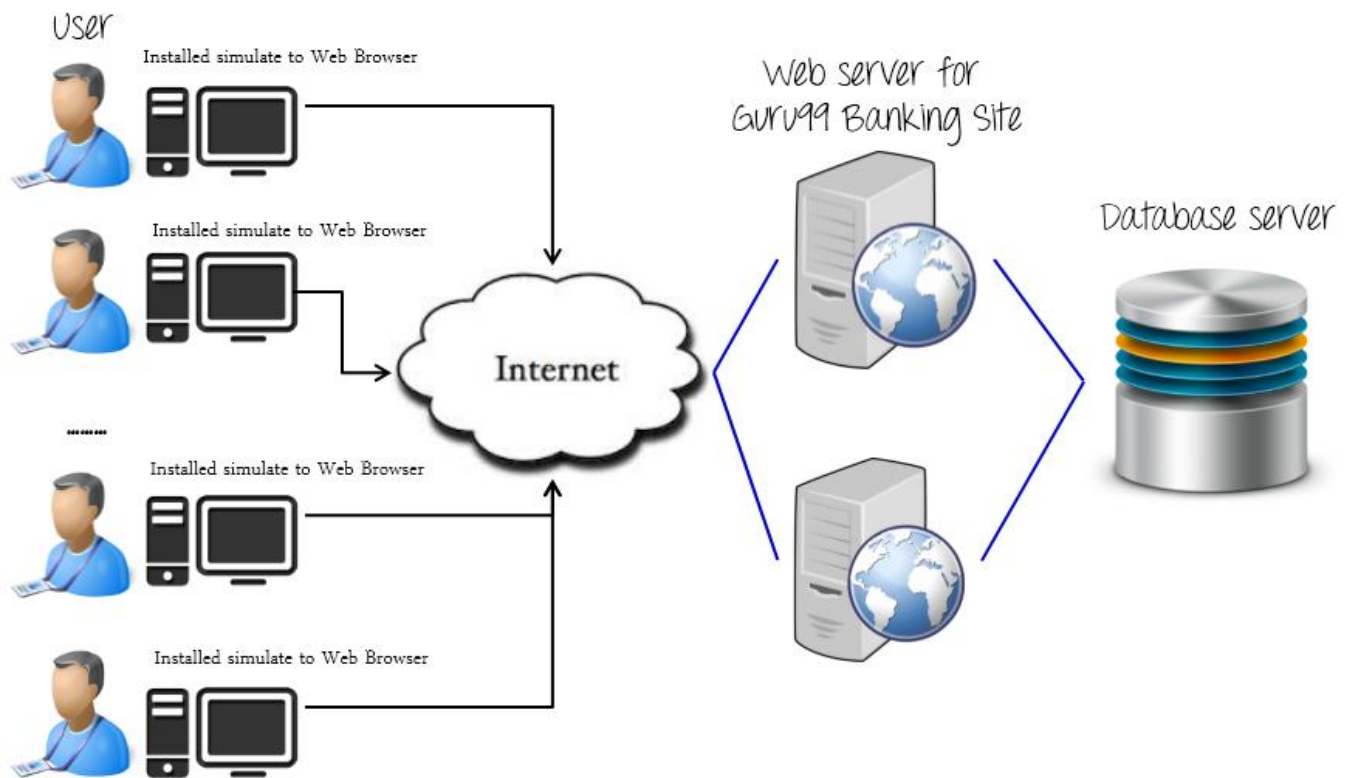 User
Installed simulate to Web Browser
Installed simulate to Web Browser
.........
Installed simulate to Web Browser
Installed simulate to Web Browser
Internet
Web server for
Guru99 Banking Site
Database server